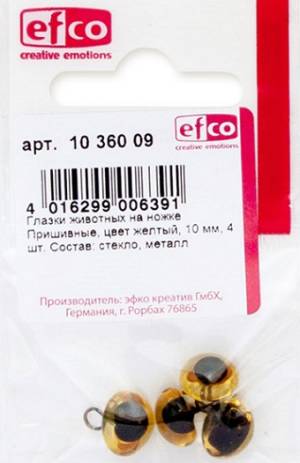 efco
creative emotions
арт. 10 360 09
efco
creative emotions
4 016299 006391
Глазки животных на ножке
Пришивные, цвет желтый, 10 мм, 4
шт. Состав: стекло, металл
Производитель: эфко креатив ГмбХ,
Германия, г. Рорбах 76865